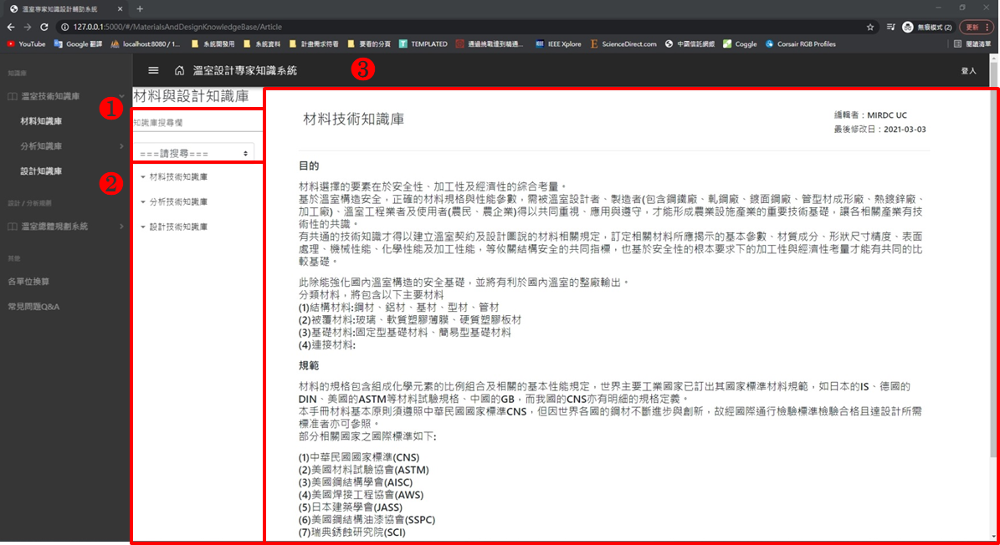 溫室專家知識設計輔助系統
127.0.0.1:5000/#/MaterialsAndDesignKnowledgeBase/Article
無痕模式 (2)
更新
YouTube
Google 翻譯
localhost:8080 / 1...
系統開發用
系統資料
計畫需求待看
要看的分頁
TEMPLATED
通過挑戰達到精通...
IEEE Xplore
ScienceDirect.com
中國信託網銀
Coggle
Corsair RGB Profiles
閱讀清單
溫室設計專家知識系統
登入
知識庫
溫室技術知識庫
材料知識庫
分析知識庫
設計知識庫
設計 / 分析規劃
溫室總體規劃系統
其他
各單位換算
常見問題Q&A
1
2
3
材料與設計知識庫
知識庫搜尋欄
===請搜尋===
材料技術知識庫
分析技術知識庫
設計技術知識庫
材料技術知識庫
編輯者：MIRDC UC
最後修改日：2021-03-03
目的
材料選擇的要素在於安全性、加工性及經濟性的綜合考量。
基於溫室構造安全，正確的材料規格與性能參數，需被溫室設計者、製造者(包含鋼鐵廠、軋鋼廠、鍍面鋼廠、管型材成形廠、熱鍍鋅廠、
加工廠)、溫室工程業者及使用者(農民、農企業)得以共同重視、應用與遵守，才能形成農業設施產業的重要技術基礎，讓各相關產業有技
術性的共識。
有共通的技術知識才得以建立溫室契約及設計圖說的材料相關規定，訂定相關材料所應揭示的基本參數、材質成分、形狀尺寸精度、表面
處理、機械性能、化學性能及加工性能，等攸關結構安全的共同指標，也基於安全性的根本要求下的加工性與經濟性考量才能有共同的比
較基礎。
此除能強化國內溫室構造的安全基礎，並將有利於國內溫室的整廠輸出。
分類材料，將包含以下主要材料
(1)結構材料:鋼材、鋁材、基材、型材、管材
(2)被覆材料:玻璃、軟質塑膠薄膜、硬質塑膠板材
(3)基礎材料:固定型基礎材料、簡易型基礎材料
(4)連接材料:
規範
材料的規格包含組成化學元素的比例組合及相關的基本性能規定，世界主要工業國家已訂出其國家標準材料規範，如日本的IS、德國的
DIN、美國的ASTM等材料試驗規格、中國的GB，而我國的CNS亦有明細的規格定義。
本手冊材料基本原則須遵照中華民國國家標準CNS，但因世界各國的鋼材不斷進步與創新，故經國際通行檢驗標準檢驗合格且達設計所需
標准者亦可參照。
部分相關國家之國際標準如下:
(1)中華民國國家標準(CNS)
(2)美國材料試驗協會(ASTM)
(3)美國鋼結構學會(AISC)
(4)美國焊接工程協會(AWS)
(5)日本建築學會(JASS)
(6)美國鋼結構油漆協會(SSPC)
(7)瑞典銹蝕研究院(SCI)